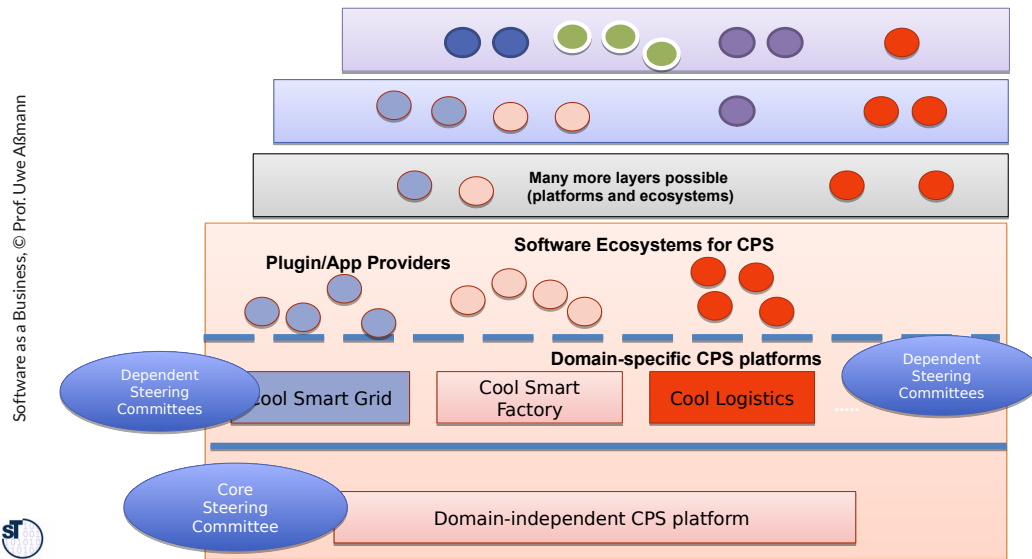 Software as a Business, © Prof. Uwe Aßmann
Many more layers possible
(platforms and ecosystems)
Software Ecosystems for CPS
Plugin/App Providers
Domain-specific CPS platforms
Dependent
Steering
Committees
Cool Smart Grid
Cool Smart
Factory
Cool Logistics
.....
Dependent
Steering
Committees
Core
Steering
Committee
Domain-independent CPS platform
ST